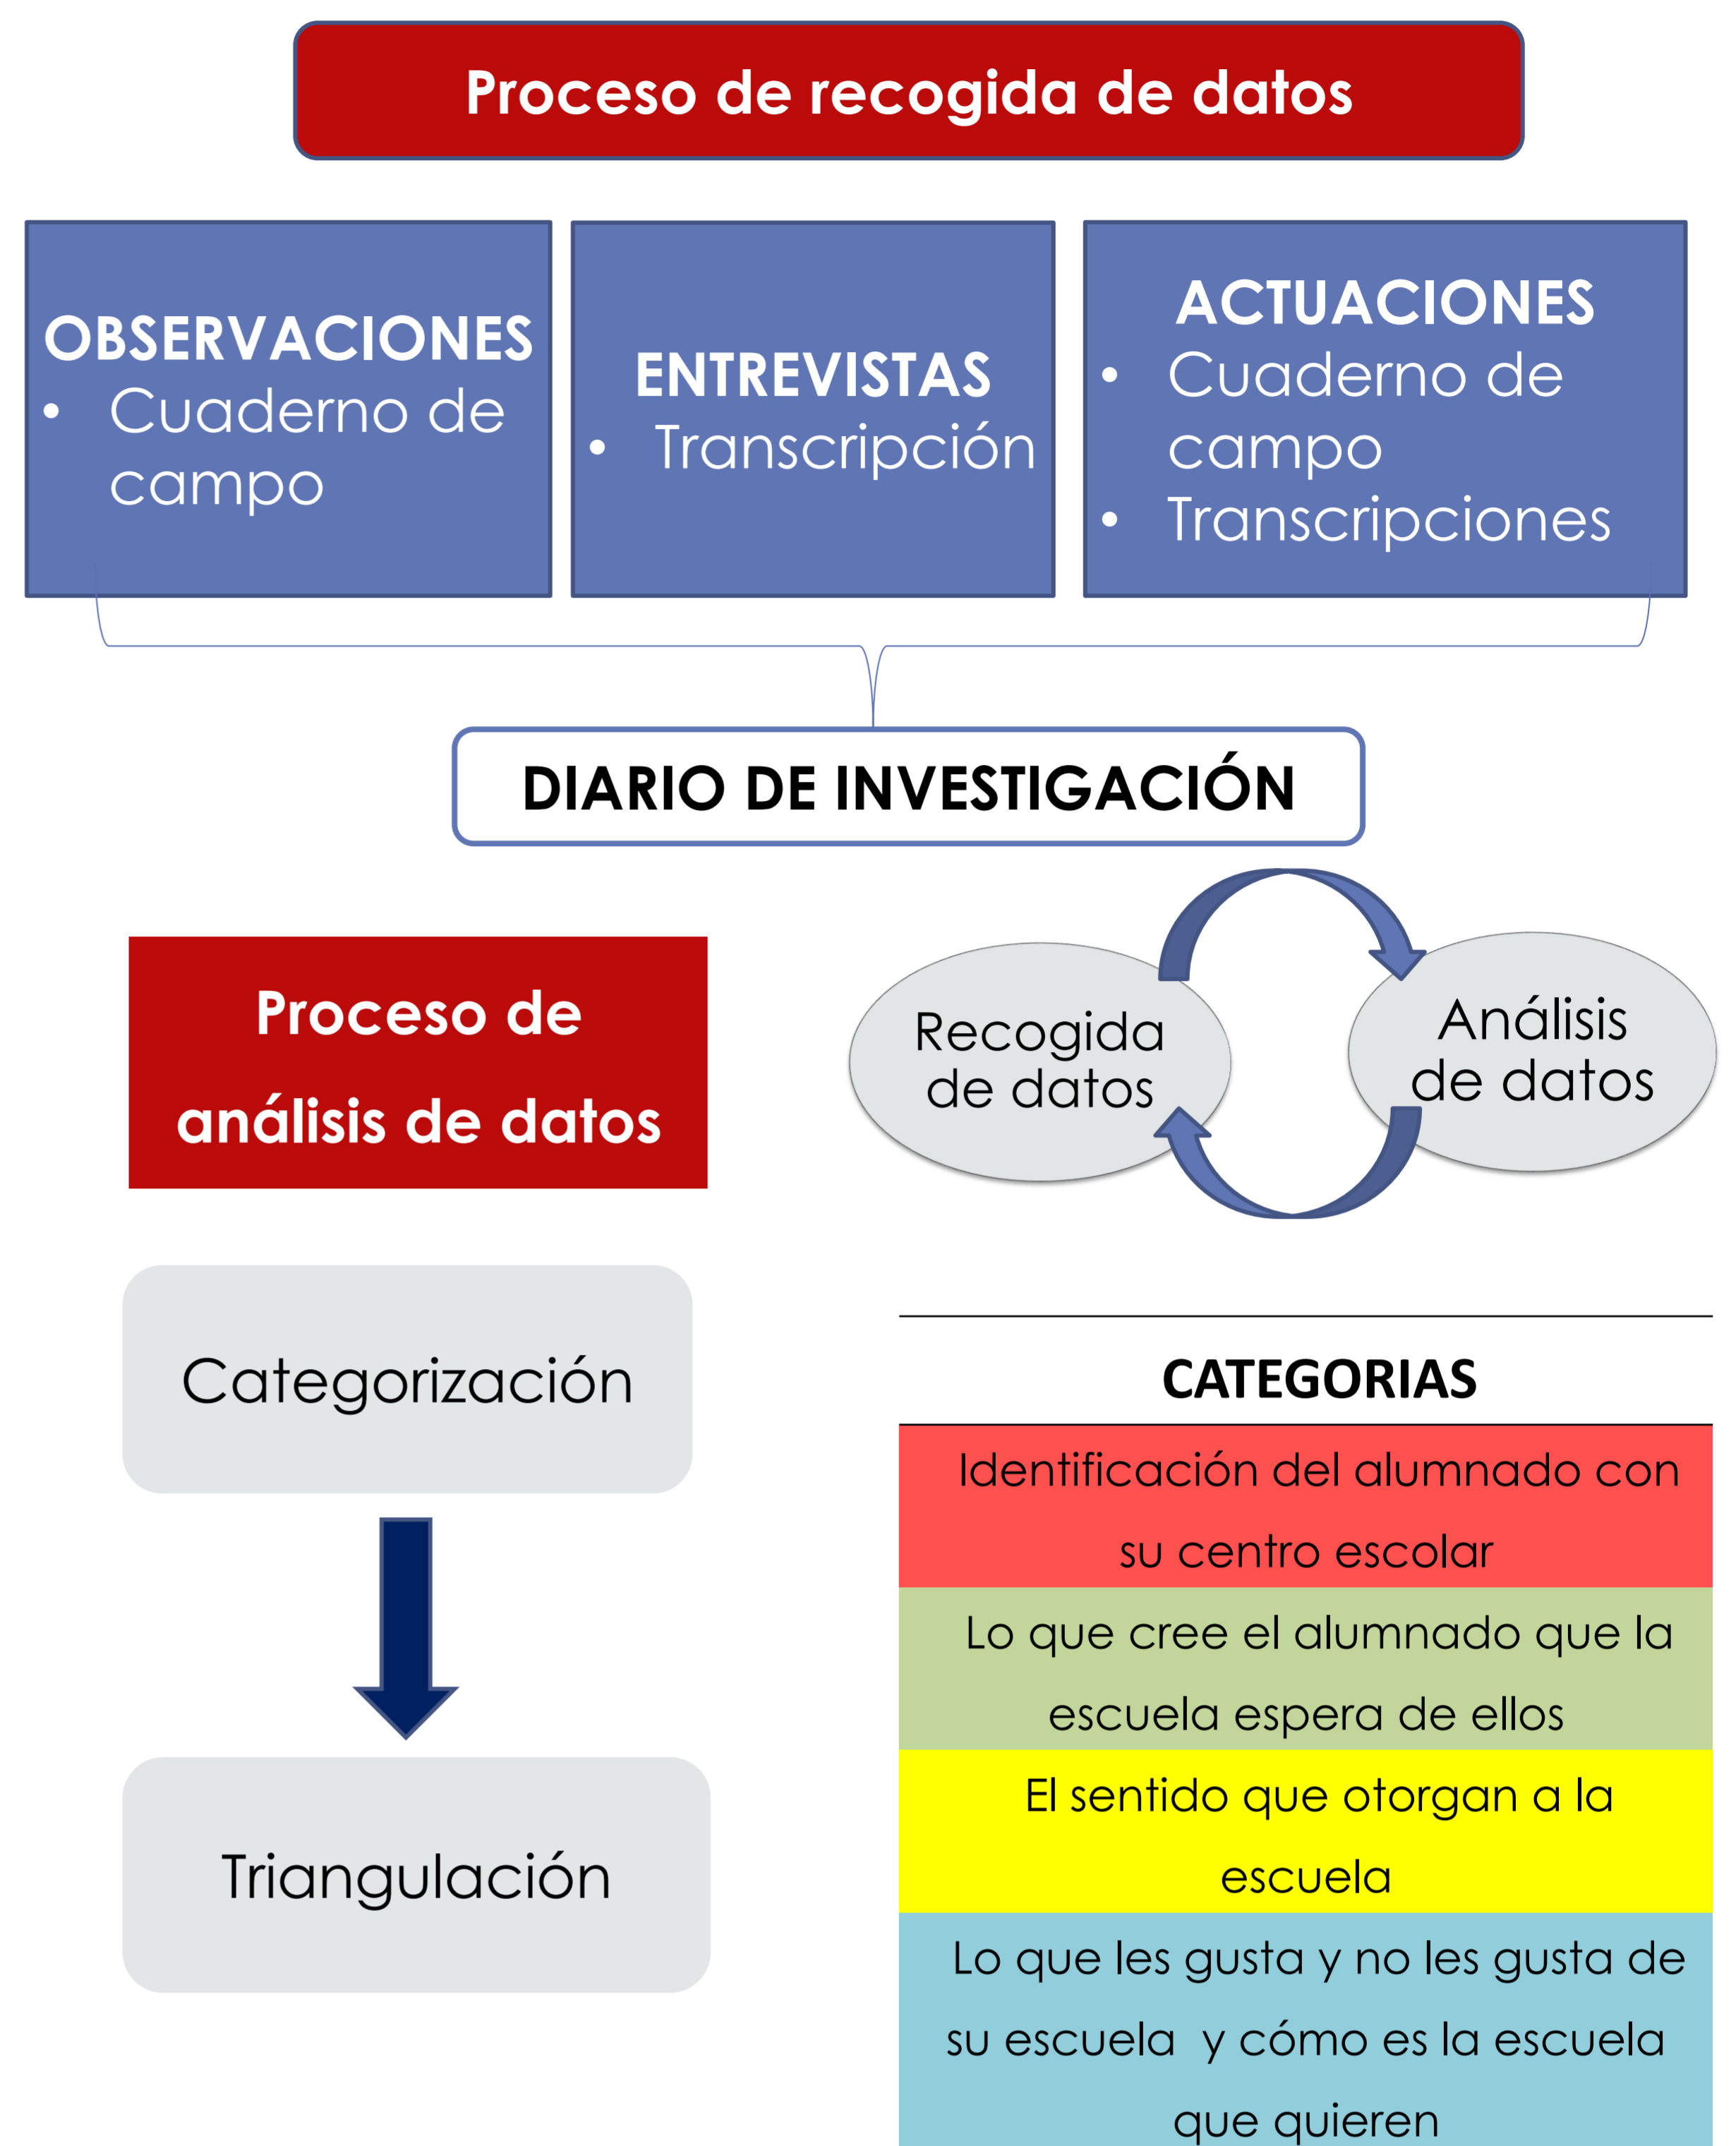 Proceso de recogida de datos
OBSERVACIONES
• Cuaderno de
campo
ENTREVISTAS
• Transcripción
ACTUACIONES
• Cuaderno de
campo
• Transcripciones
DIARIO DE INVESTIGACIÓN
Proceso de
análisis de datos
Recogida
de datos
Análisis
de datos
Categorización
Triangulación
CATEGORIAS
Identificación del alumnado con
su centro escolar
Lo que cree el alumnado que la
escuela espera de ellos
El sentido que otorgan a la
escuela
Lo que les gusta y no les gusta de
su escuela y cómo es la escuela
que quieren